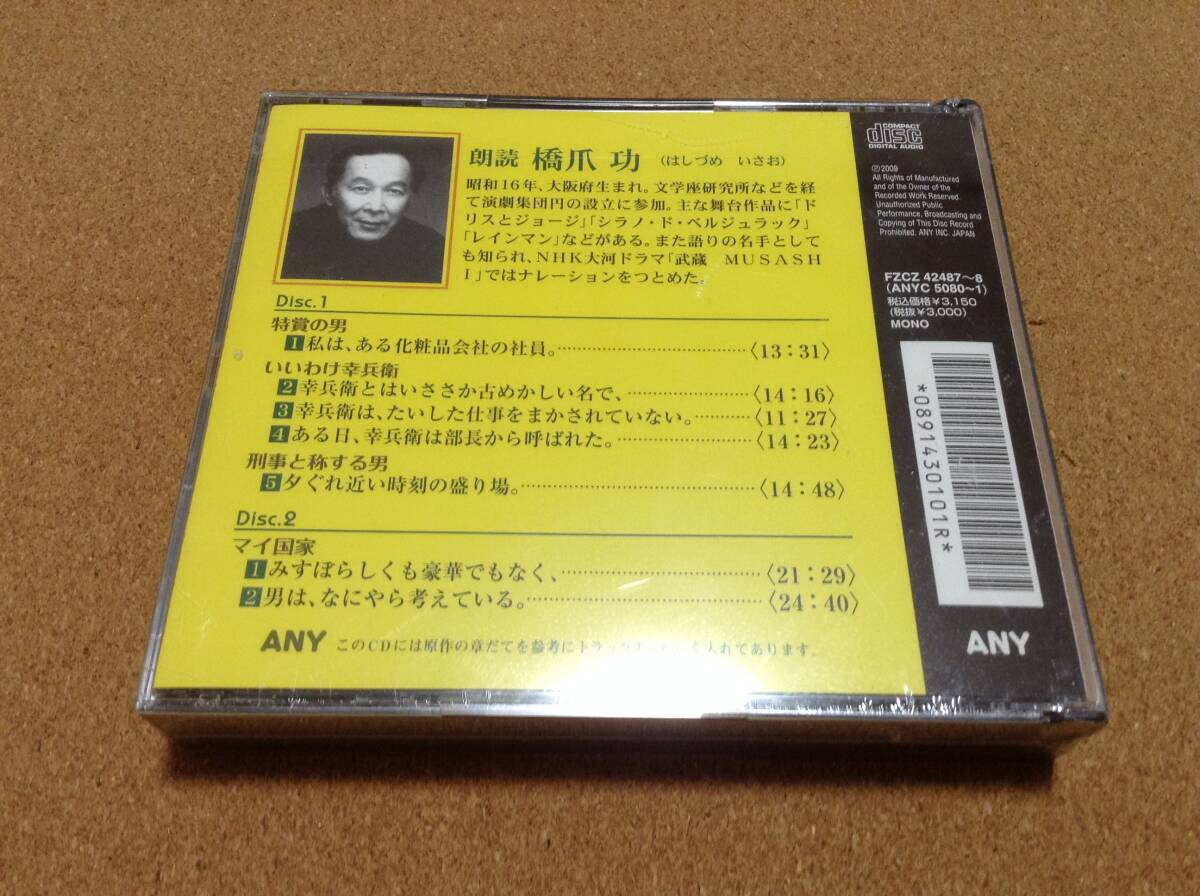 朗読 橋爪 功 (はしづめ いさお)
昭和16年、大阪府生まれ。文学座研究所などを経
て演劇集団円の設立に参加。主な舞台作品に「ド
リスとジョージ」「シラノ・ド・ベルジュラック」
「レインマン」などがある。また語りの名手として
も知られ、NHK大河ドラマ「武蔵 MUSASH
I」ではナレーションをつとめた。
Disc.1
特賞の男
1 私は、ある化粧品会社の社員。……〈13:31〉
いいわけ幸兵衛
2 幸兵衛とはいささか古めかしい名で、……〈14:16〉
3 幸兵衛は、たいした仕事をまかされていない。……〈11:27〉
4 ある日、幸兵衛は部長から呼ばれた。……〈14:23〉
刑事と称する男
5 夕ぐれ近い時刻の盛り場。……〈14:48〉
Disc.2
マイ国家
1 みすぼらしくも豪華でもなく、……〈21:29〉
2 男は、なにやら考えている。……〈24:40〉
ANY このCDには原作の章だてを参考にトラックナンバーを入れてあります。
COMPACT
disc
DIGITAL AUDIO
Ⓟ2009
All Rights of Manufactured
and of the Owner of the
Recorded Work Reserved.
Unauthorized Public
Performance, Broadcasting and
Copying of This Disc Record
Prohibited. ANY INC. JAPAN
FZCZ 42487~8
(ANYC 5080~1)
税込価格¥3,150
(税抜¥3,000)
MONO
*0891430101R*
ANY